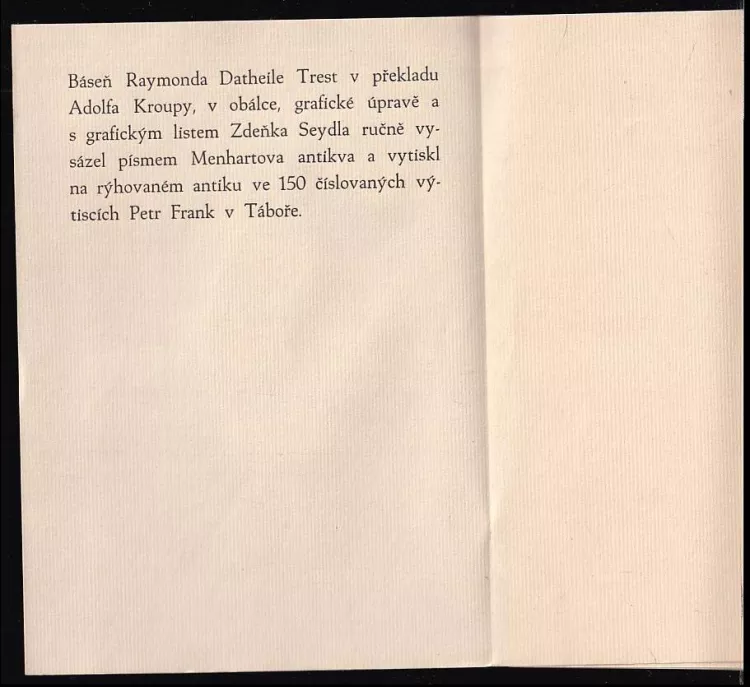 Báseň Raymonda Datheile Trest v překladu
Adolfa Kroupy, v obálce, grafické úpravě a
s grafickým listem Zdeňka Seydla ručně vy-
sázel písmem Menhartova antikva a vytiskl
na rýhovaném antiku ve 150 číslovaných vý-
tiscích Petr Frank v Táboře.